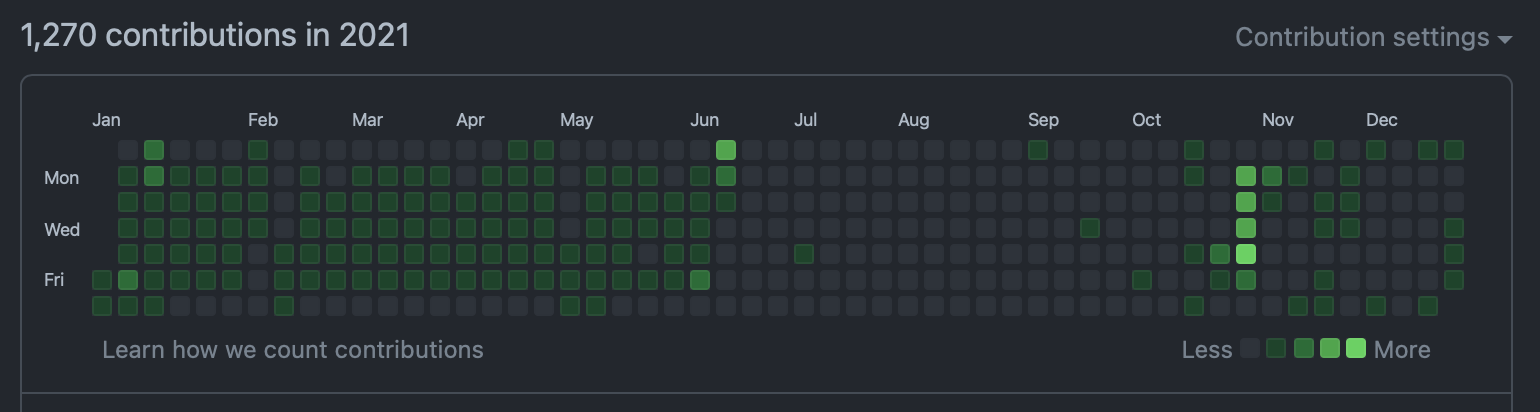 1,270 contributions in 2021
Contribution settings
Jan Feb Mar Apr May Jun Jul Aug Sep Oct Nov Dec
Mon
Wed
Fri
Learn how we count contributions
Less More